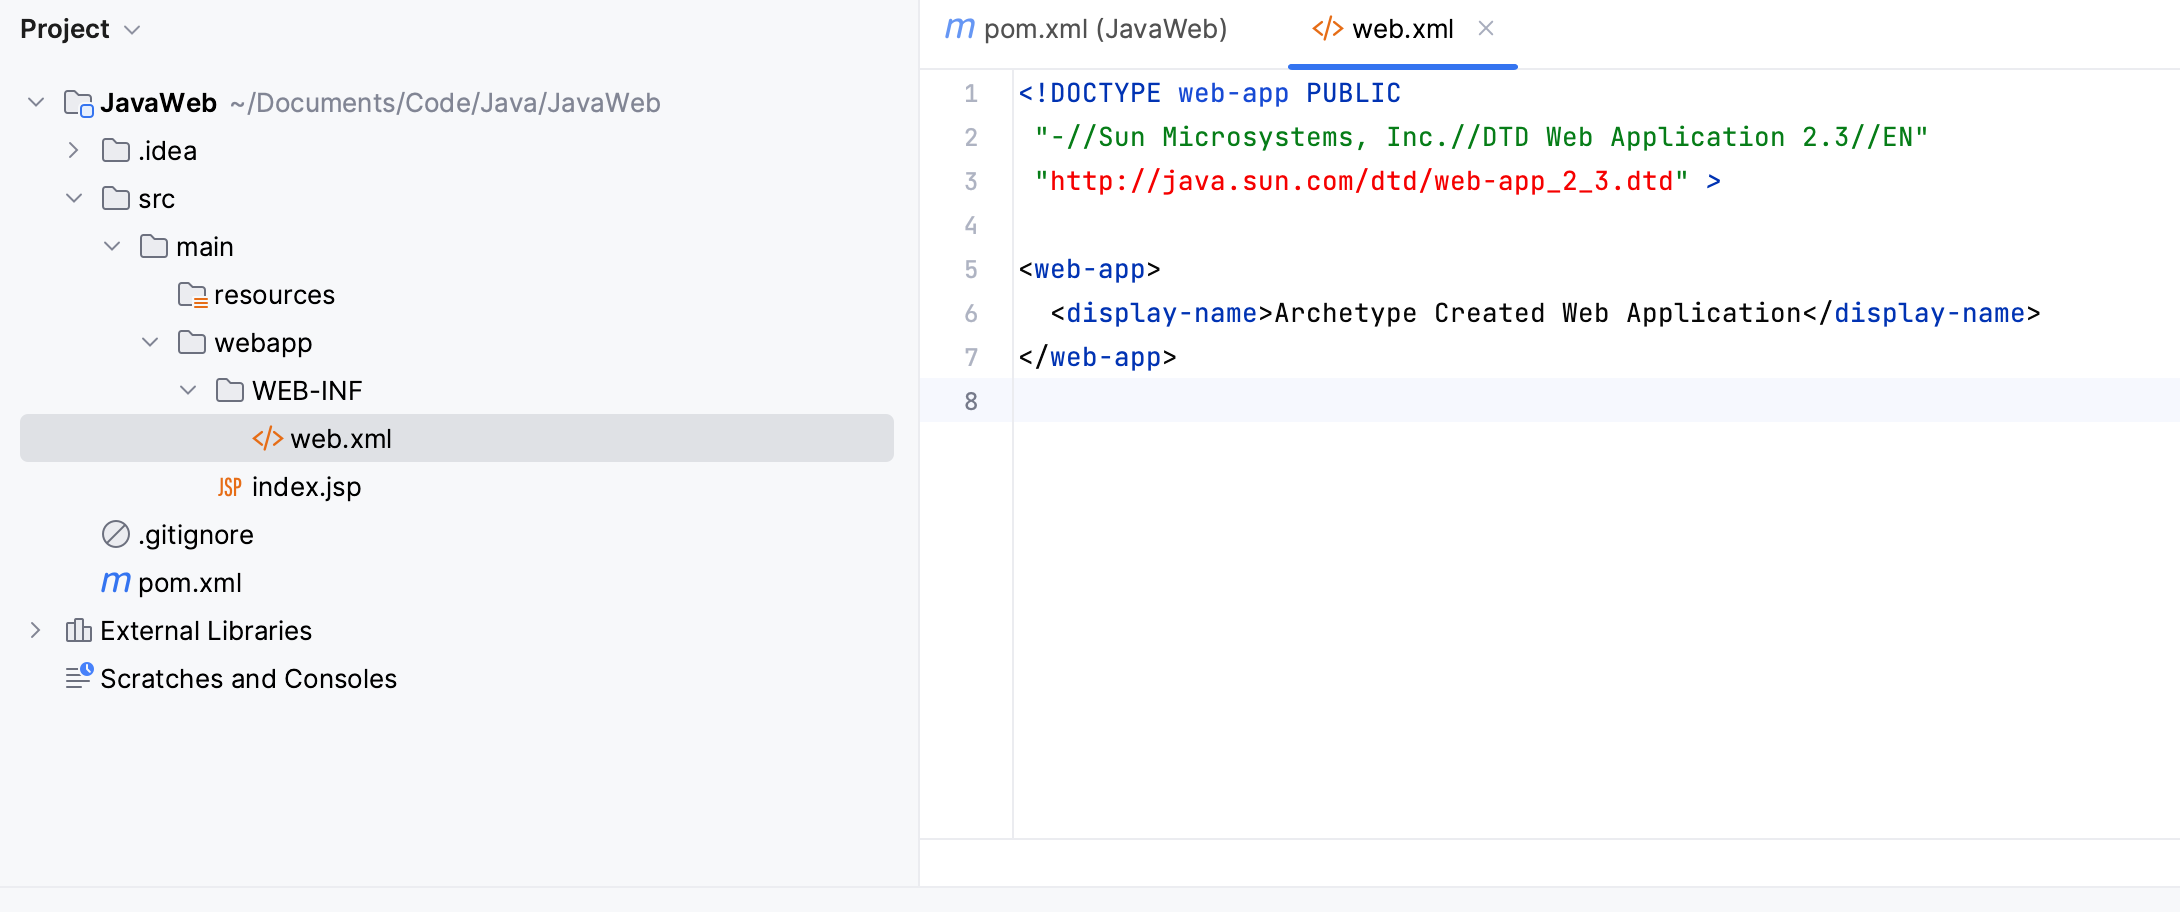 Project
JavaWeb ~/Documents/Code/Java/JavaWeb
.idea
src
main
resources
webapp
WEB-INF
</> web.xml
JSP index.jsp
.gitignore
m pom.xml
External Libraries
Scratches and Consoles
m pom.xml (JavaWeb)
</> web.xml
1 <!DOCTYPE web-app PUBLIC
2 "-//Sun Microsystems, Inc.//DTD Web Application 2.3//EN"
3 "http://java.sun.com/dtd/web-app_2_3.dtd" >
4
5 <web-app>
6 <display-name>Archetype Created Web Application</display-name>
7 </web-app>
8